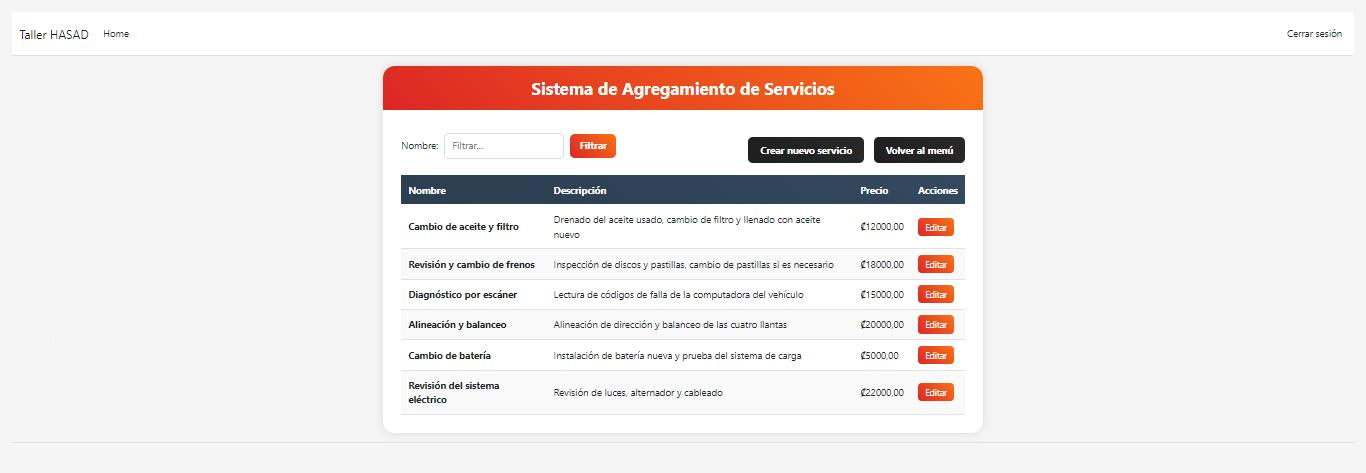 Taller HASAD Home Cerrar sesión
Sistema de Agregamiento de Servicios
Nombre: Filtrar... Filtrar Crear nuevo servicio Volver al menú
Nombre Descripción Precio Acciones
Cambio de aceite y filtro Drenado del aceite usado, cambio de filtro y llenado con aceite nuevo ₡12000,00 Editar
Revisión y cambio de frenos Inspección de discos y pastillas, cambio de pastillas si es necesario ₡18000,00 Editar
Diagnóstico por escáner Lectura de códigos de falla de la computadora del vehículo ₡15000,00 Editar
Alineación y balanceo Alineación de dirección y balanceo de las cuatro llantas ₡20000,00 Editar
Cambio de batería Instalación de batería nueva y prueba del sistema de carga ₡5000,00 Editar
Revisión del sistema eléctrico Revisión de luces, alternador y cableado ₡22000,00 Editar